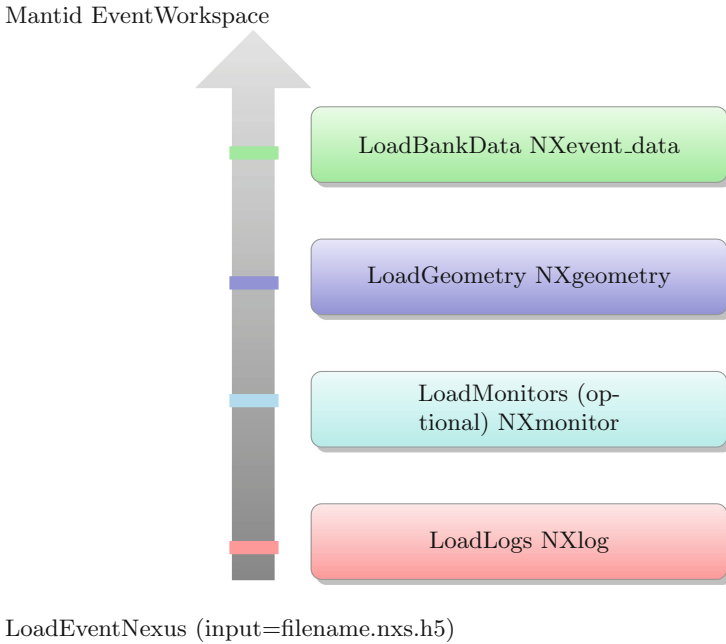 Mantid EventWorkspace
LoadBankData NXevent_data
LoadGeometry NXgeometry
LoadMonitors (op-
tional) NXmonitor
LoadLogs NXlog
LoadEventNexus (input=filename.nxs.h5)